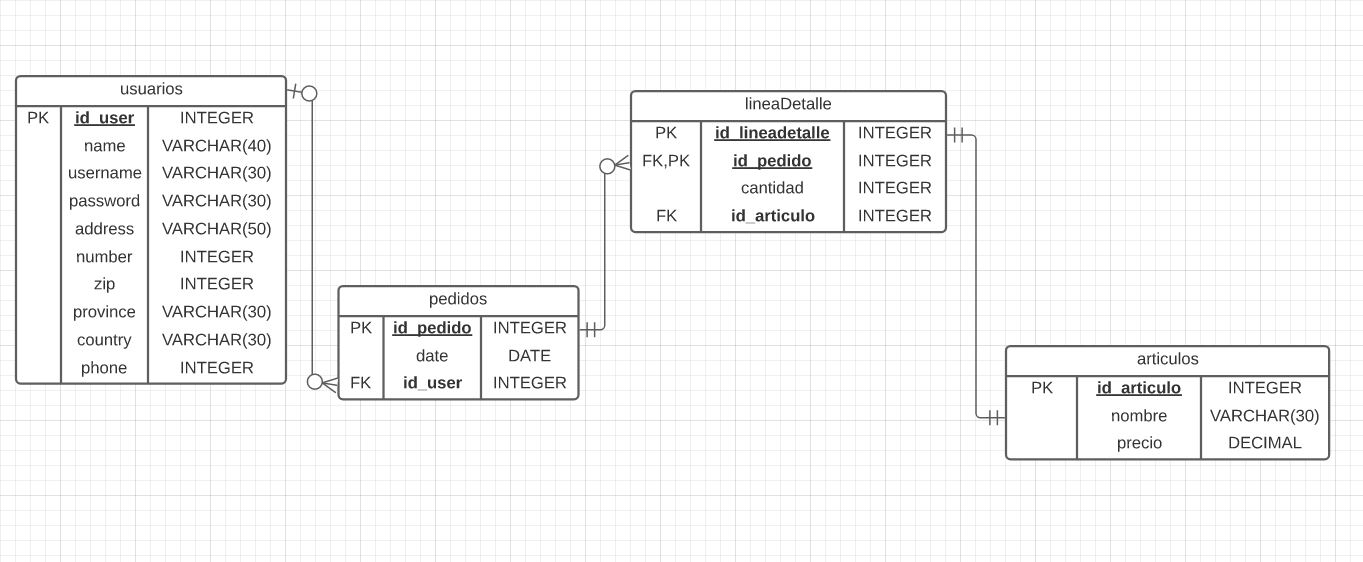 usuarios
PK id_user INTEGER
name VARCHAR(40)
username VARCHAR(30)
password VARCHAR(30)
address VARCHAR(50)
number INTEGER
zip INTEGER
province VARCHAR(30)
country VARCHAR(30)
phone INTEGER
pedidos
PK id_pedido INTEGER
date DATE
FK id_user INTEGER
lineaDetalle
PK id_lineadetalle INTEGER
FK,PK id_pedido INTEGER
cantidad INTEGER
FK id_articulo INTEGER
articulos
PK id_articulo INTEGER
nombre VARCHAR(30)
precio DECIMAL